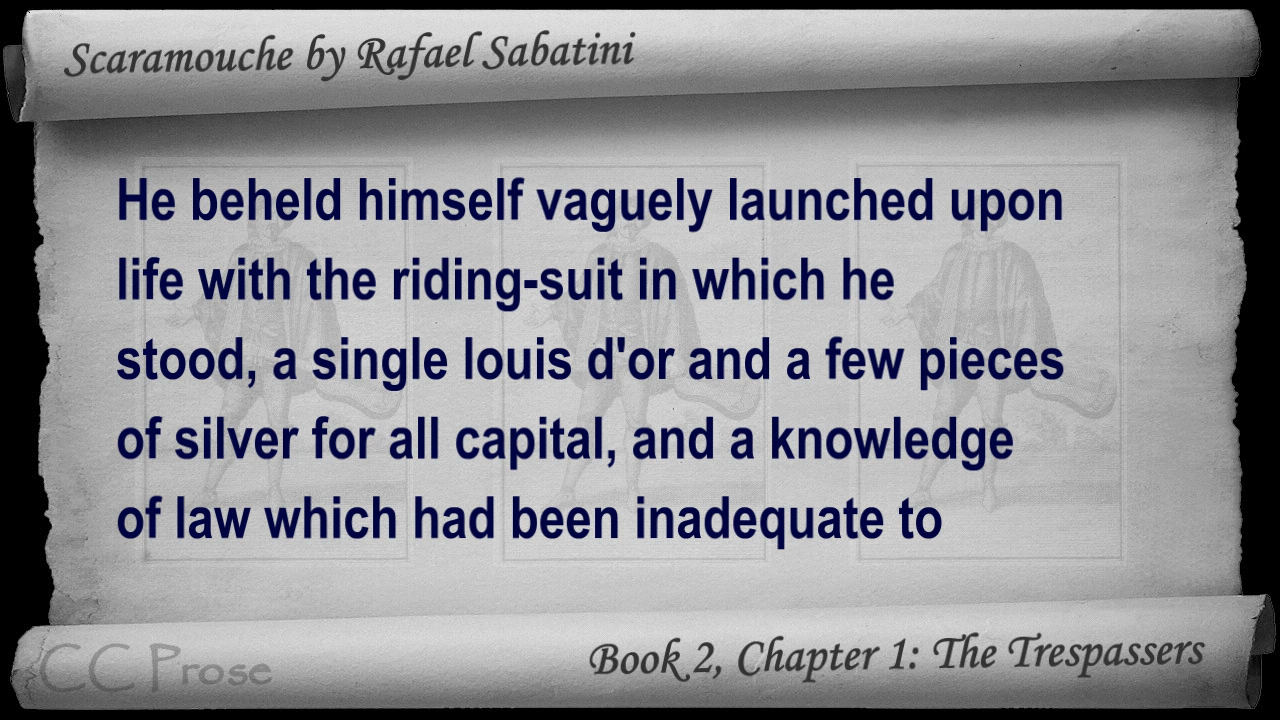 Scaramouche by Rafael Sabatini
He beheld himself vaguely launched upon
life with the riding-suit in which he
stood, a single louis d'or and a few pieces
of silver for all capital, and a knowledge
of law which had been inadequate to
CC Prose
Book 2, Chapter 1: The Trespassers